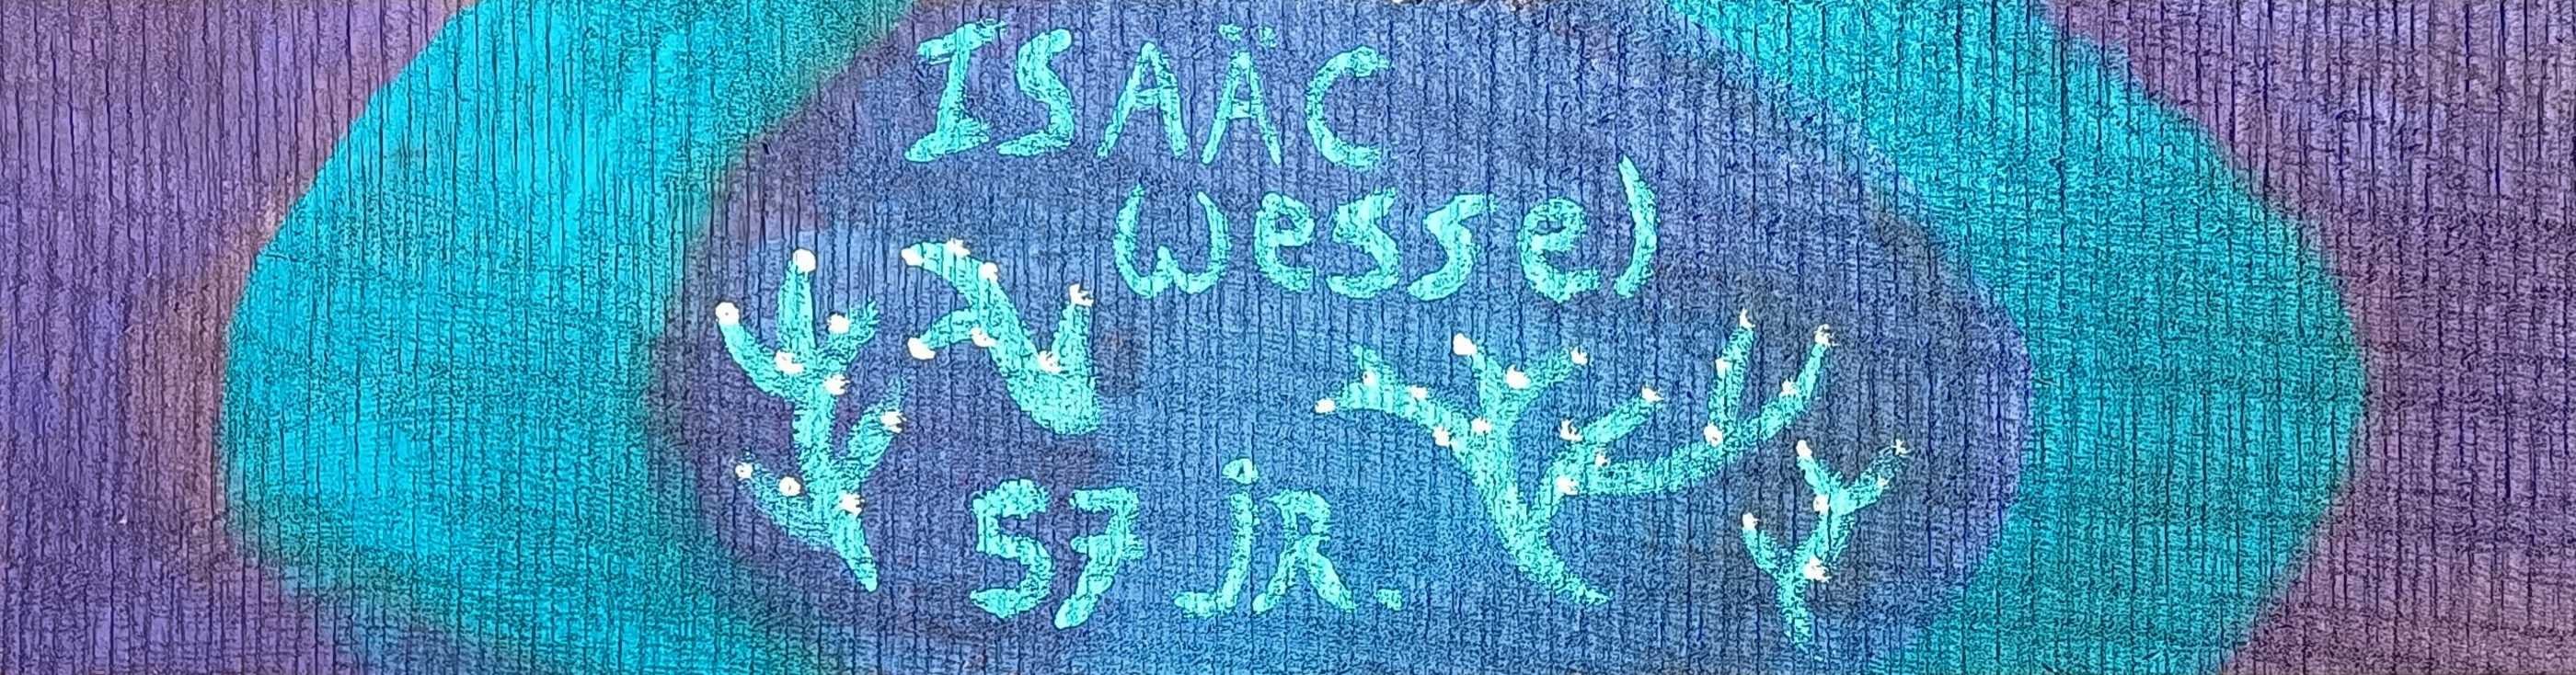 ISAÄC
wessel
57 jR.